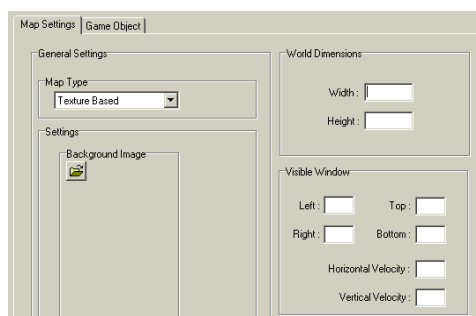 Map Settings
Game Object
General Settings
Map Type
Texture Based
Settings
Background Image
World Dimensions
Width :
Height :
Visible Window
Left :
Top :
Right :
Bottom :
Horizontal Velocity :
Vertical Velocity :